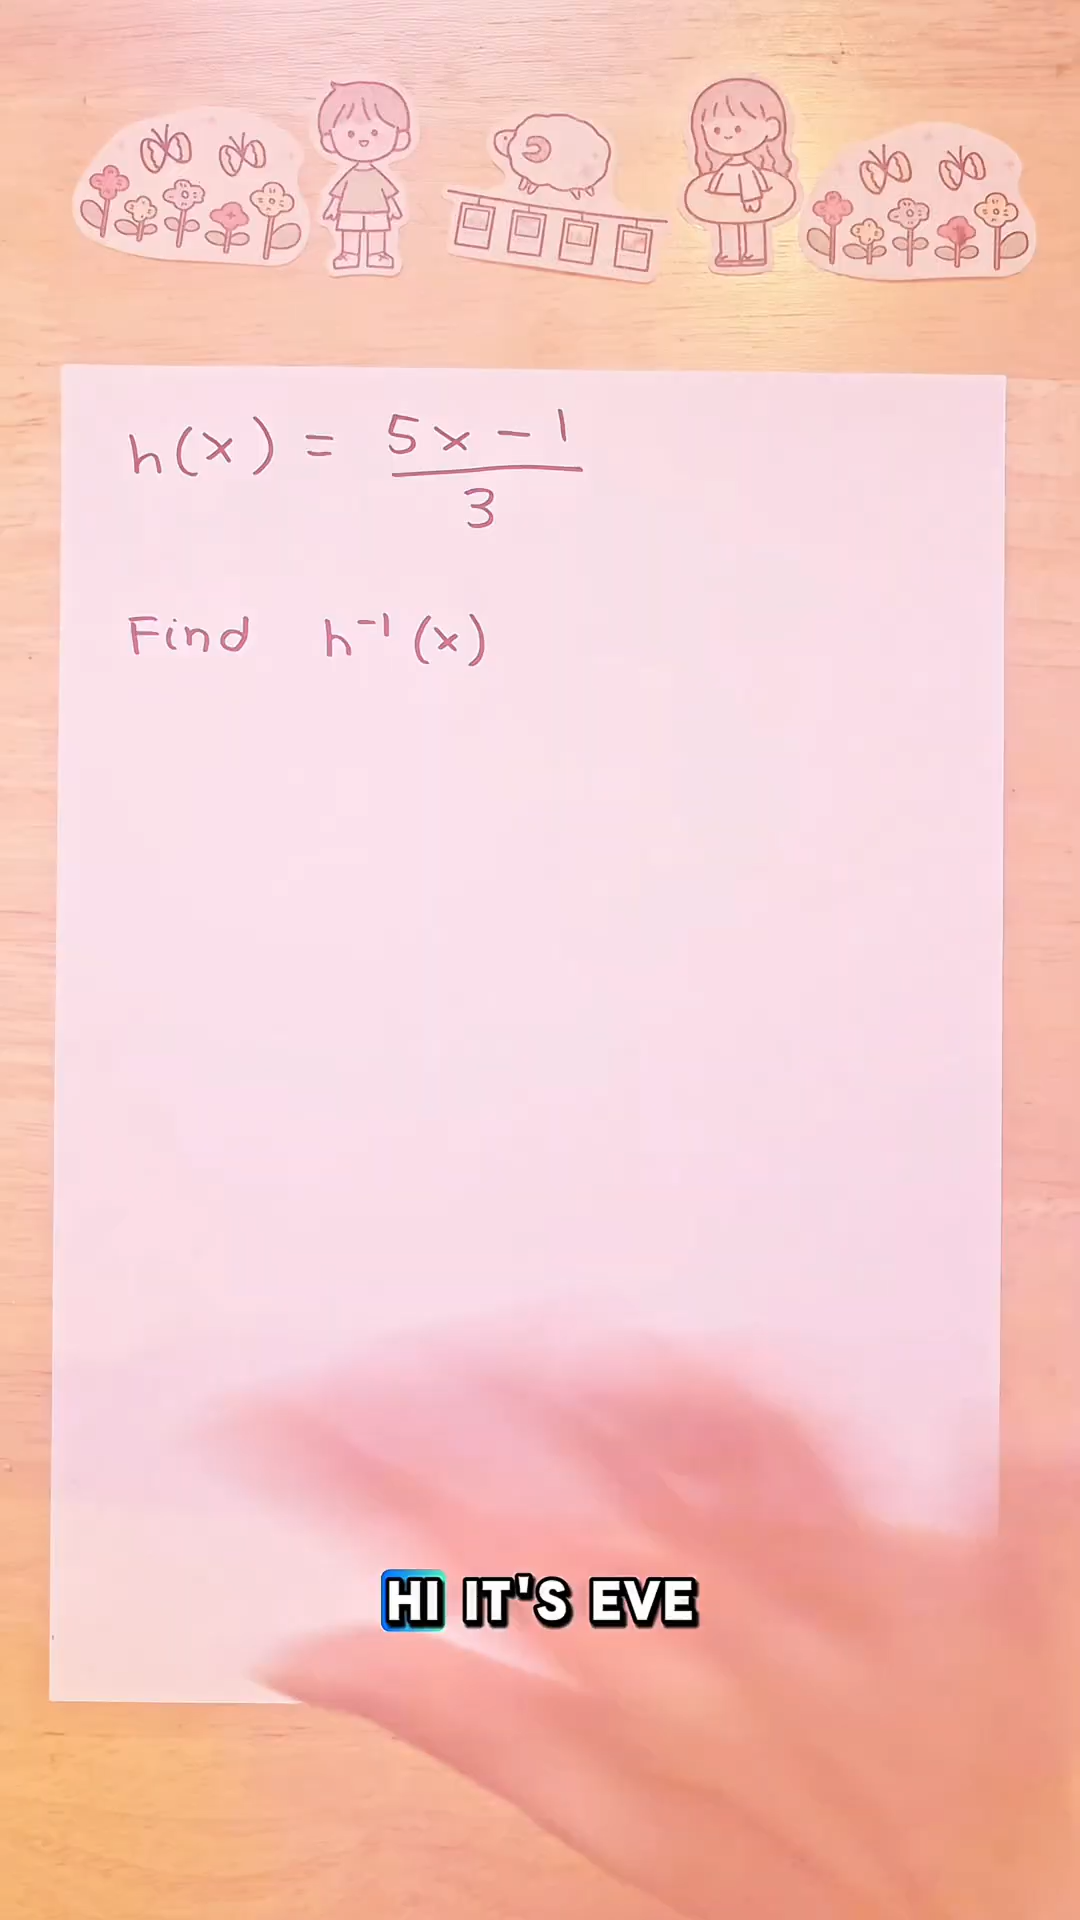 h(x) = 5x - 1
3
Find h⁻¹(x)
HI IT'S EVE